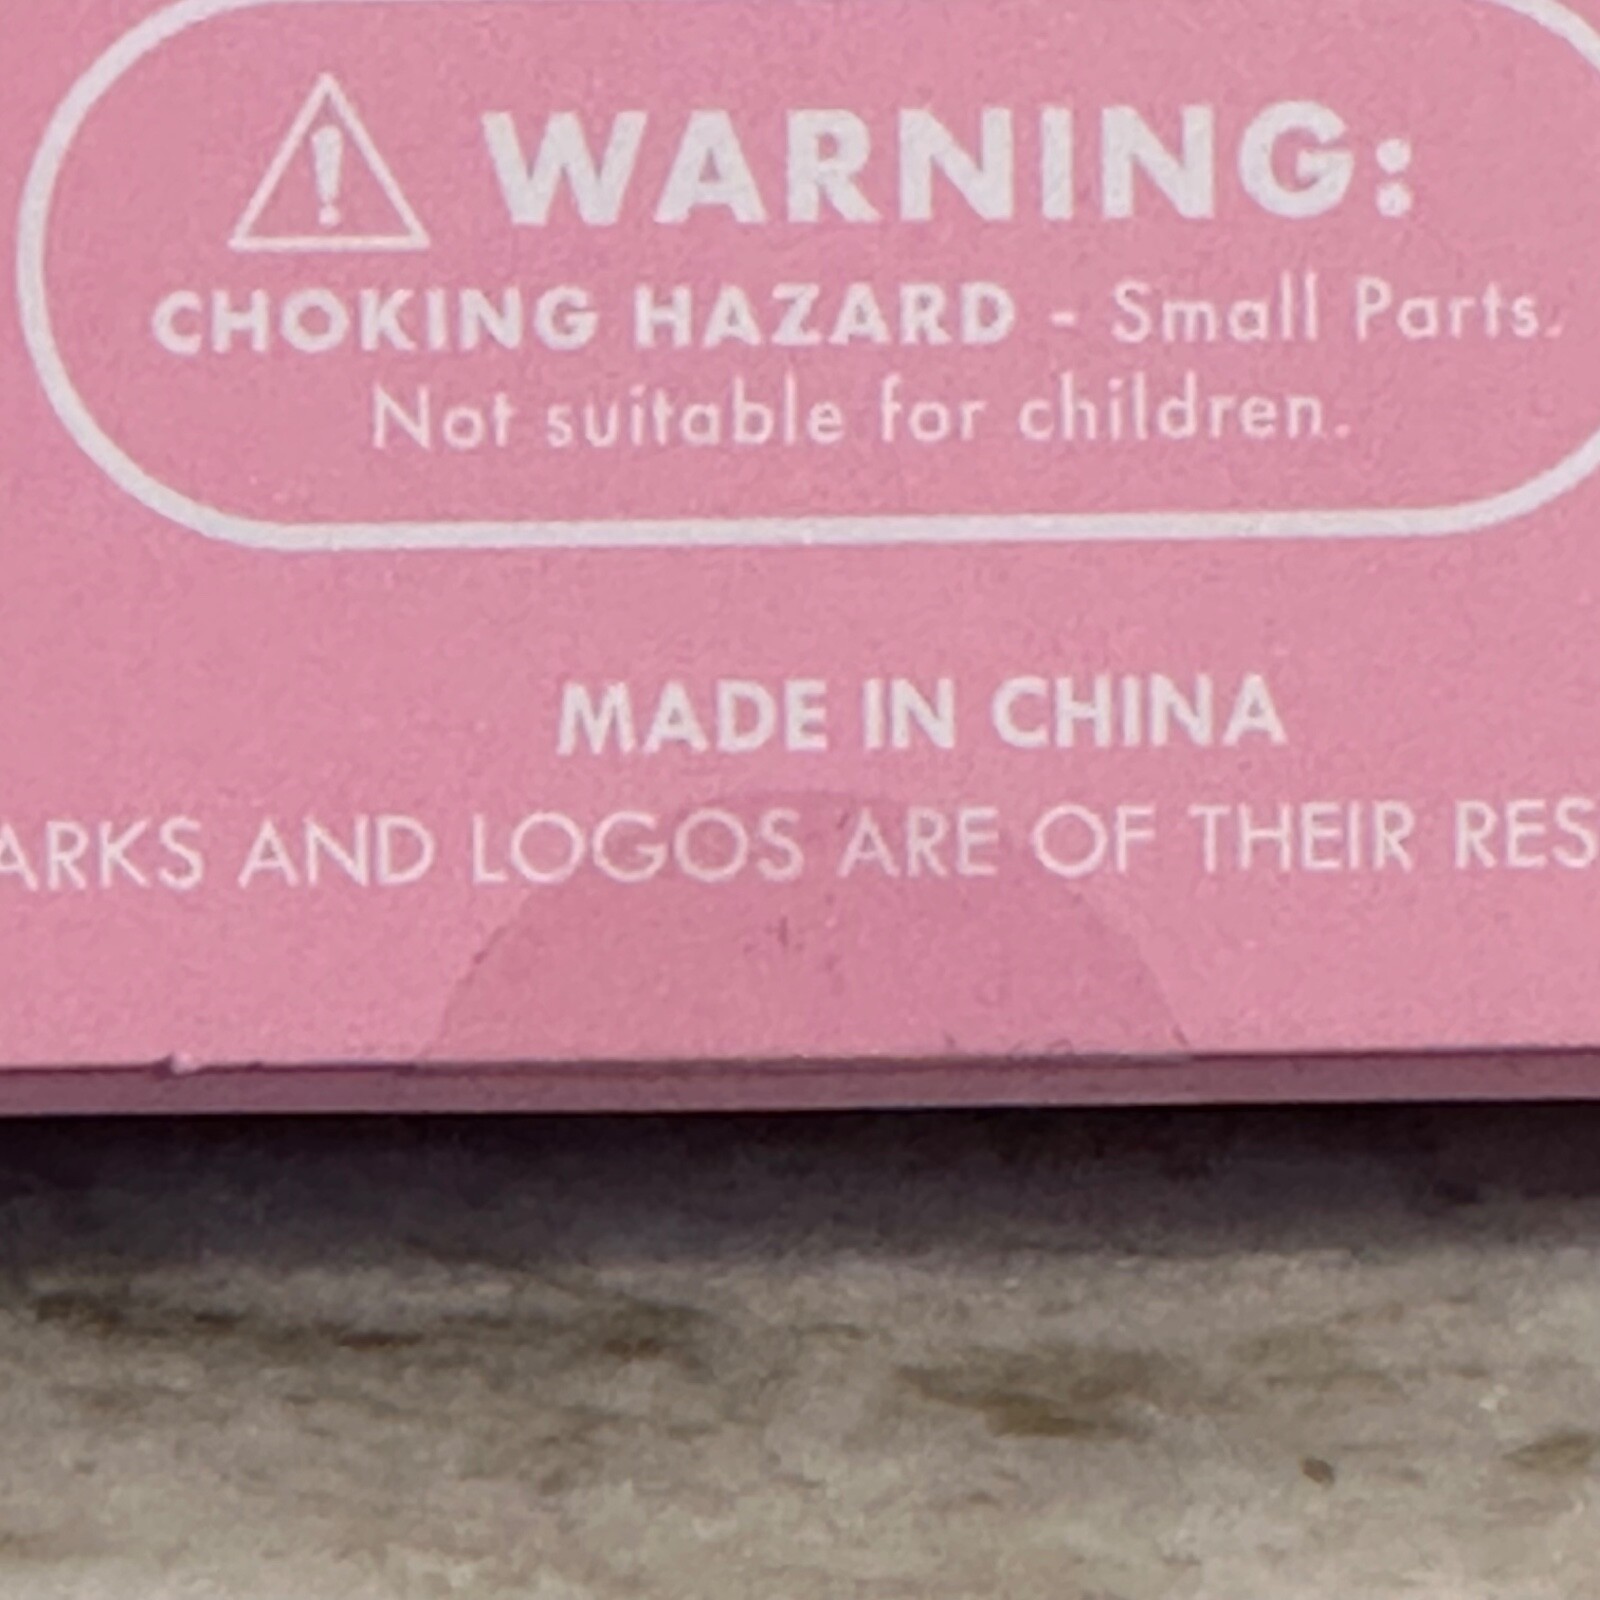 WARNING:
CHOKING HAZARD - Small Parts.
Not suitable for children.
MADE IN CHINA
ARKS AND LOGOS ARE OF THEIR RES